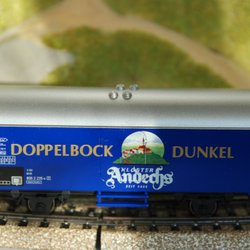 DOPPELBOCK DUNKEL
KLOSTER
Andechs
SEIT 1455